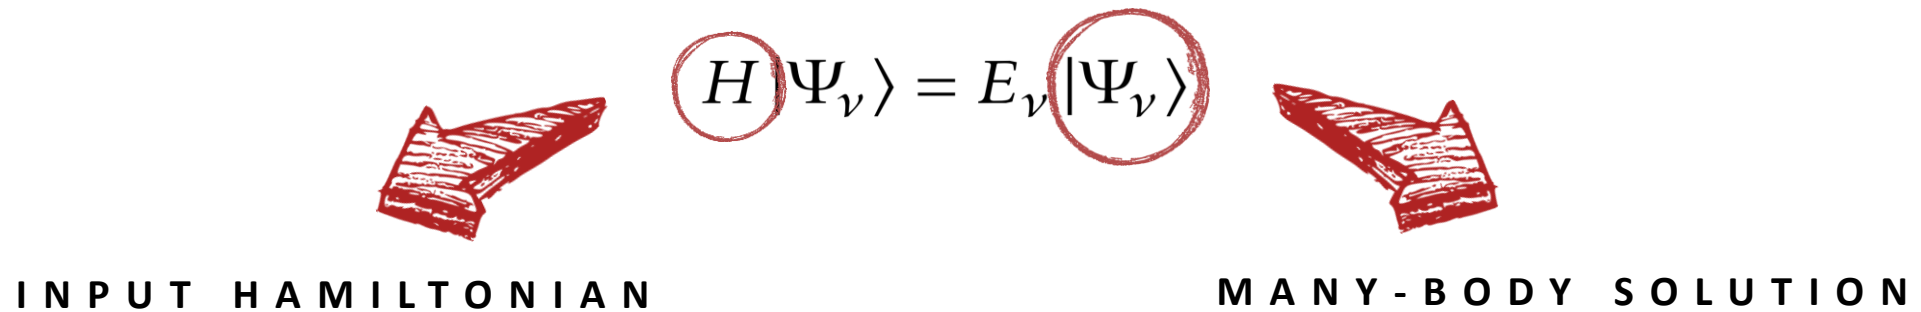 H|Ψ_ν⟩ = E_ν|Ψ_ν⟩
INPUT HAMILTONIAN
MANY-BODY SOLUTION